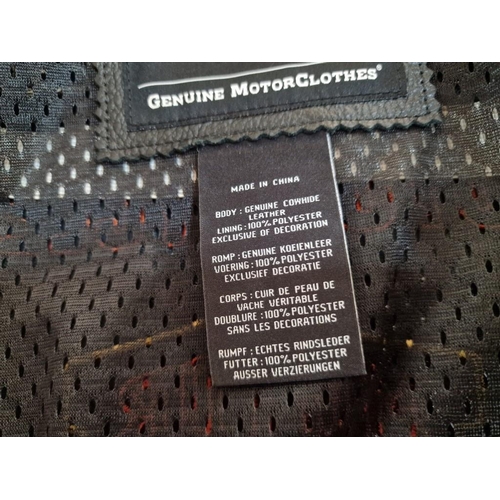 GENUINE MOTORCLOTHES®
MADE IN CHINA
BODY : GENUINE COWHIDE
LEATHER
LINING : 100% POLYESTER
EXCLUSIVE OF DECORATION
ROMP : GENUINE KOEIENLEER
VOERING : 100% POLYESTER
EXCLUSIEF DECORATIE
CORPS : CUIR DE PEAU DE
VACHE VERITABLE
DOUBLURE : 100% POLYESTER
SANS LES DECORATIONS
RUMPF : ECHTES RINDSLEDER
FUTTER : 100% POLYESTER
AUSSER VERZIERUNGEN